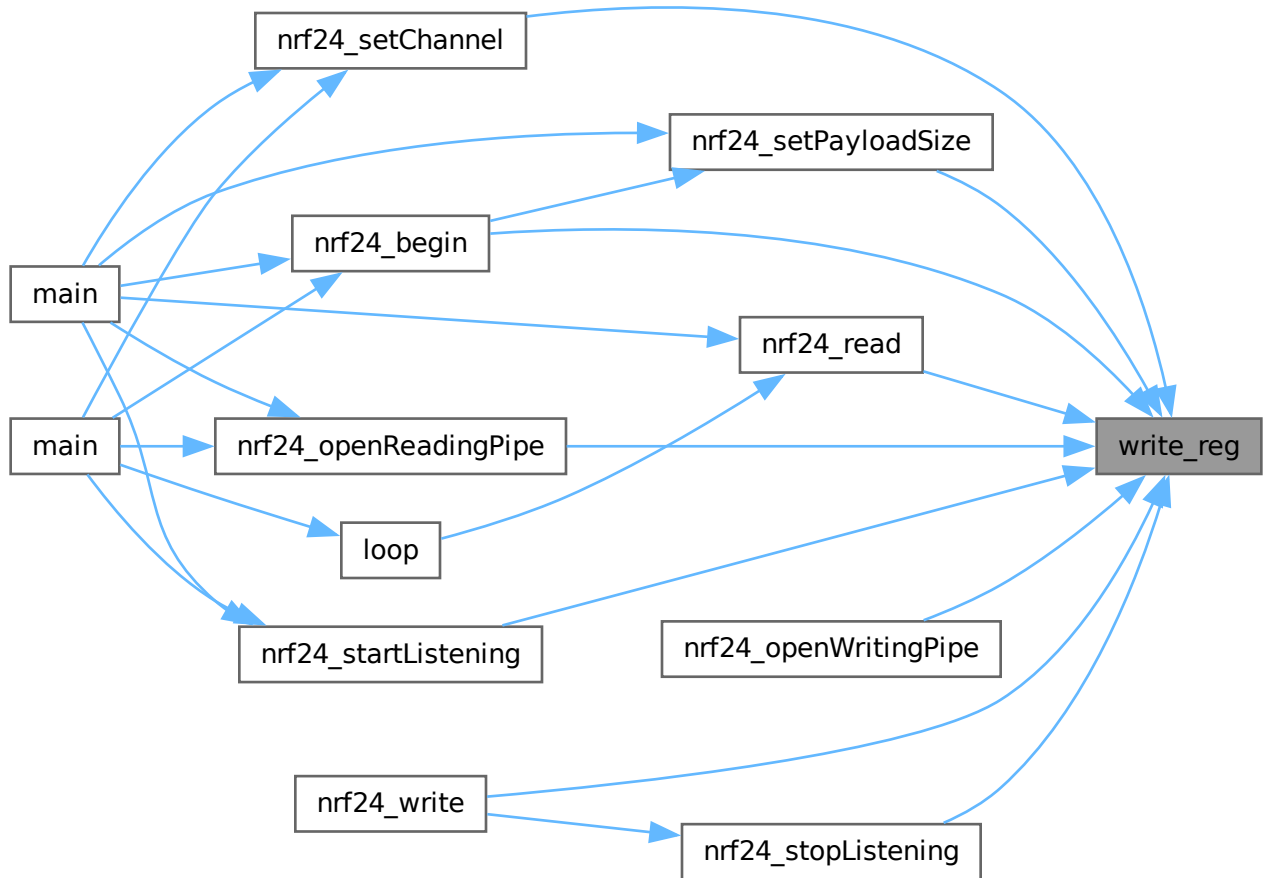 nrf24_setChannel
nrf24_setPayloadSize
nrf24_begin
main
nrf24_read
main
nrf24_openReadingPipe
write_reg
loop
nrf24_startListening
nrf24_openWritingPipe
nrf24_write
nrf24_stopListening